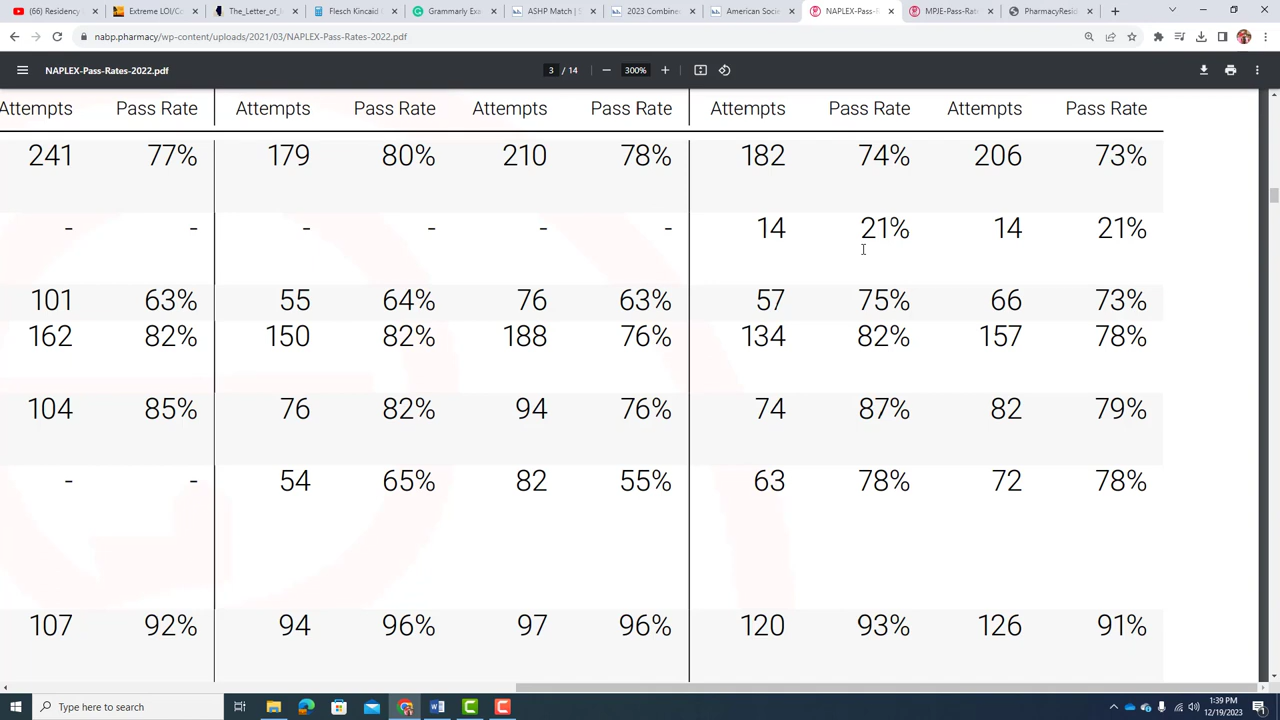 (66) Residency
Extreme LOI/Co
The_Letter_of_I
Flesch Kincaid
Grammarly Exa
ASHP Match | S
2023 Combine
American Socie
NAPLEX-Pass-R
MPJE-Pass-Rat
PharmacyResid
nabp.pharmacy/wp-content/uploads/2021/03/NAPLEX-Pass-Rates-2022.pdf
NAPLEX-Pass-Rates-2022.pdf 3 / 14 300%
Attempts Pass Rate Attempts Pass Rate Attempts Pass Rate Attempts Pass Rate Attempts Pass Rate
241 77% 179 80% 210 78% 182 74% 206 73%
- - - - - - 14 21% 14 21%
101 63% 55 64% 76 63% 57 75% 66 73%
162 82% 150 82% 188 76% 134 82% 157 78%
104 85% 76 82% 94 76% 74 87% 82 79%
- - 54 65% 82 55% 63 78% 72 78%
107 92% 94 96% 97 96% 120 93% 126 91%
Type here to search
1:39 PM
12/19/2023